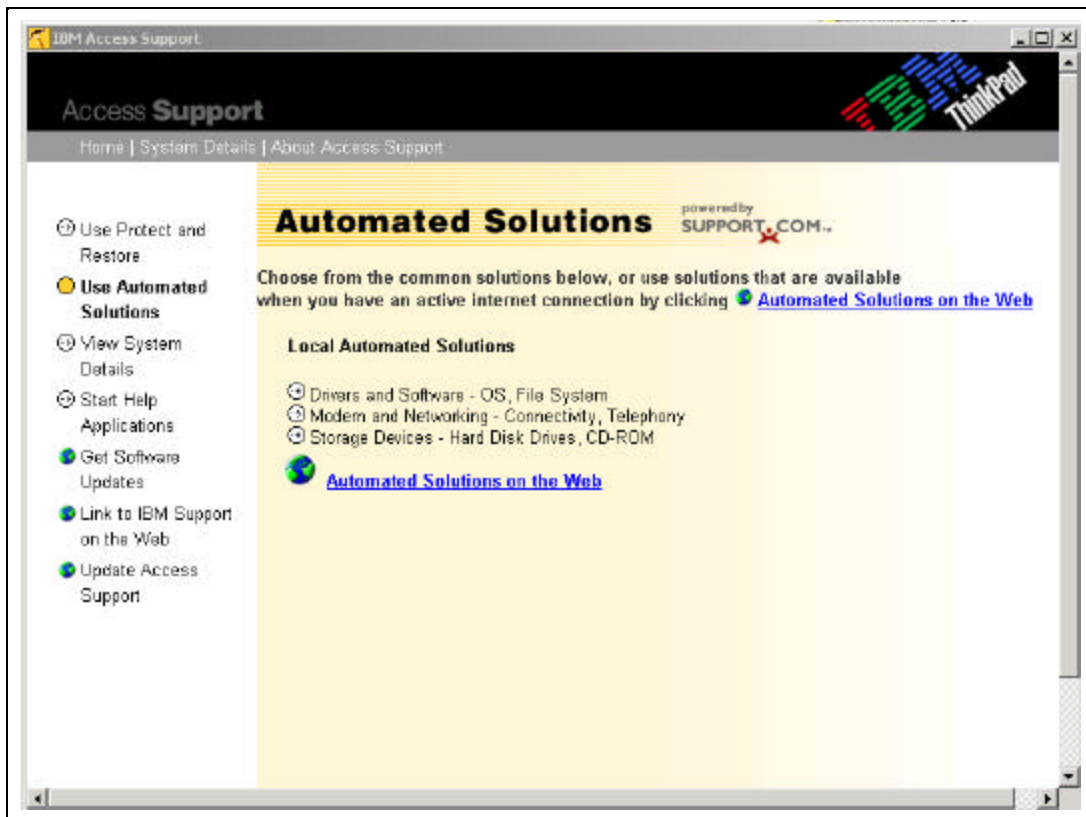 IBM Access Support
Access Support
IBM
ThinkPad
Home | System Details | About Access Support
Use Protect and
Restore
Use Automated
Solutions
View System
Details
Start Help
Applications
Get Software
Updates
Link to IBM Support
on the Web
Update Access
Support
Automated Solutions
powered by
SUPPORT.COM
Choose from the common solutions below, or use solutions that are available
when you have an active internet connection by clicking Automated Solutions on the Web
Local Automated Solutions
Drivers and Software - OS, File System
Modem and Networking - Connectivity, Telephony
Storage Devices - Hard Disk Drives, CD-ROM
Automated Solutions on the Web